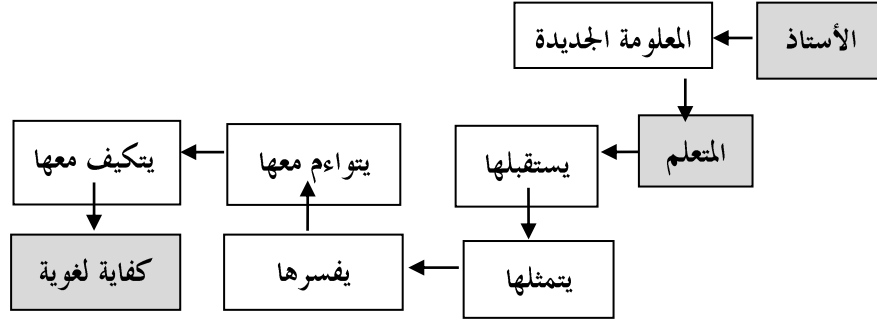 الأستاذ
المعلومة الجديدة
المتعلم
يستقبلها
يتمثلها
يفسرها
يتواءم معها
يتكيف معها
كفاية لغوية